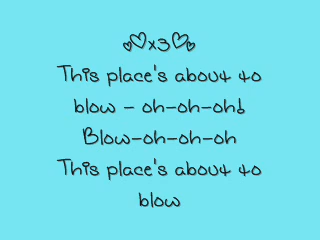 x3
This place's about to
blow - oh-oh-oh!
Blow-oh-oh-oh
This place's about to
blow